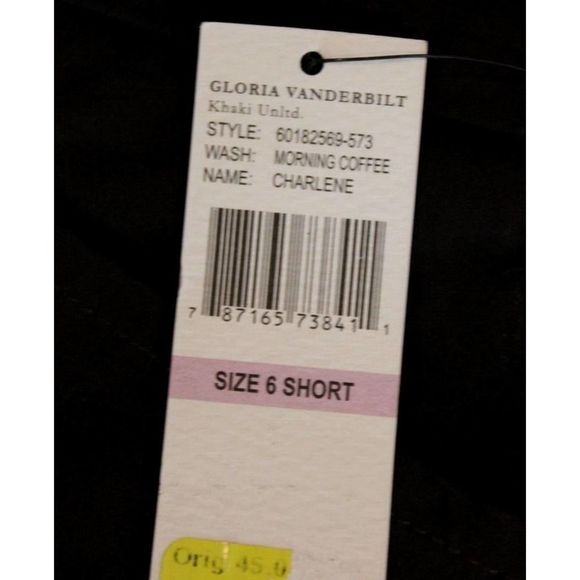 GLORIA VANDERBILT
Khaki Unltd.
STYLE: 60182569-573
WASH: MORNING COFFEE
NAME: CHARLENE
7 87165 73841 1
SIZE 6 SHORT
Orig 45.0